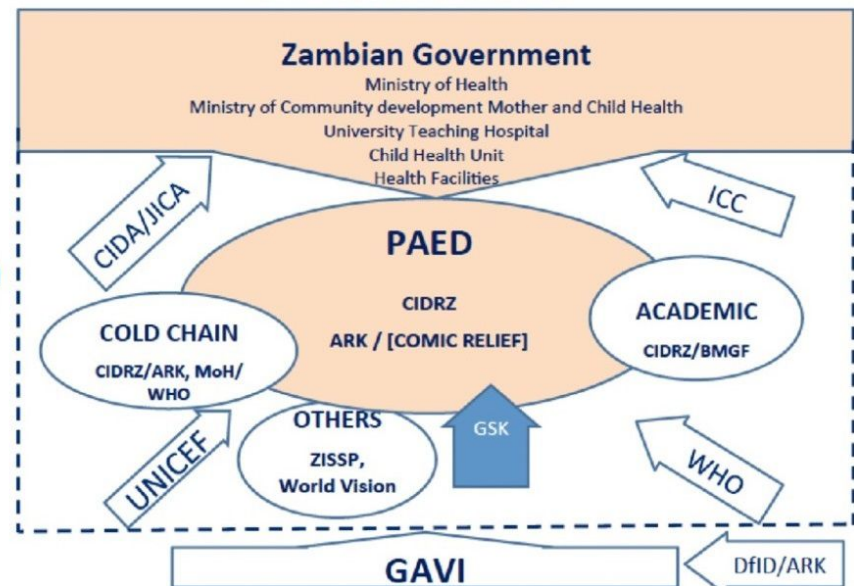 Zambian Government
Ministry of Health
Ministry of Community development Mother and Child Health
University Teaching Hospital
Child Health Unit
Health Facilities
CIDA/JICA
ICC
PAED
CIDRZ
ARK / [COMIC RELIEF]
COLD CHAIN
CIDRZ/ARK, MoH/
WHO
ACADEMIC
CIDRZ/BMGF
OTHERS
ZISSP,
World Vision
GSK
UNICEF
WHO
GAVI
DfID/ARK